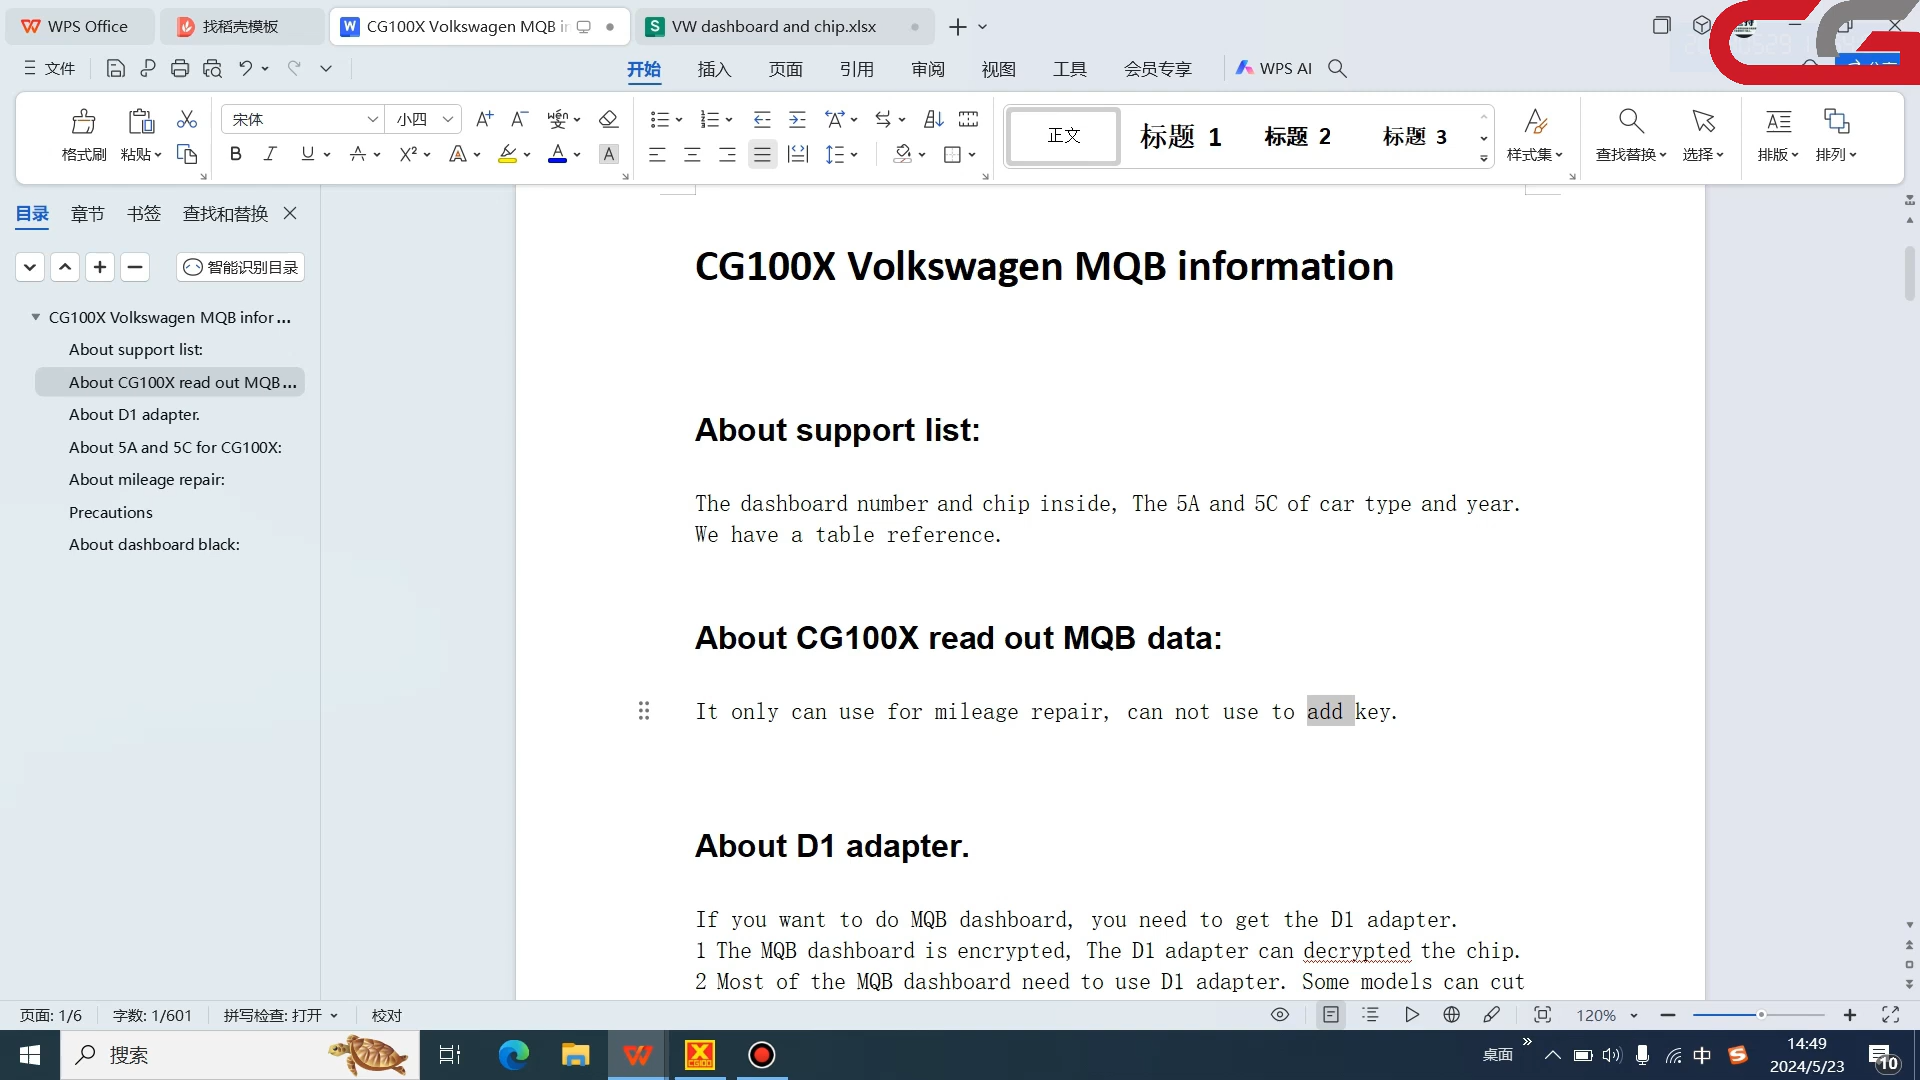 WPS Office
找稻壳模板
CG100X Volkswagen MQB in
VW dashboard and chip.xlsx
文件
开始
插入
页面
引用
审阅
视图
工具
会员专享
WPS AI
CG
宋体
小四
正文
标题 1
标题 2
标题 3
格式刷
粘贴
样式集
查找替换
选择
排版
排列
目录
章节
书签
查找和替换
智能识别目录
CG100X Volkswagen MQB infor...
About support list:
About CG100X read out MQB...
About D1 adapter.
About 5A and 5C for CG100X:
About mileage repair:
Precautions
About dashboard black:
CG100X Volkswagen MQB information
About support list:
The dashboard number and chip inside, The 5A and 5C of car type and year.
We have a table reference.
About CG100X read out MQB data:
It only can use for mileage repair, can not use to add key.
About D1 adapter.
If you want to do MQB dashboard, you need to get the D1 adapter.
1 The MQB dashboard is encrypted, The D1 adapter can decrypted the chip.
2 Most of the MQB dashboard need to use D1 adapter. Some models can cut
页面: 1/6
字数: 1/601
拼写检查: 打开
校对
120%
搜索
桌面
中
14:49
2024/5/23
10